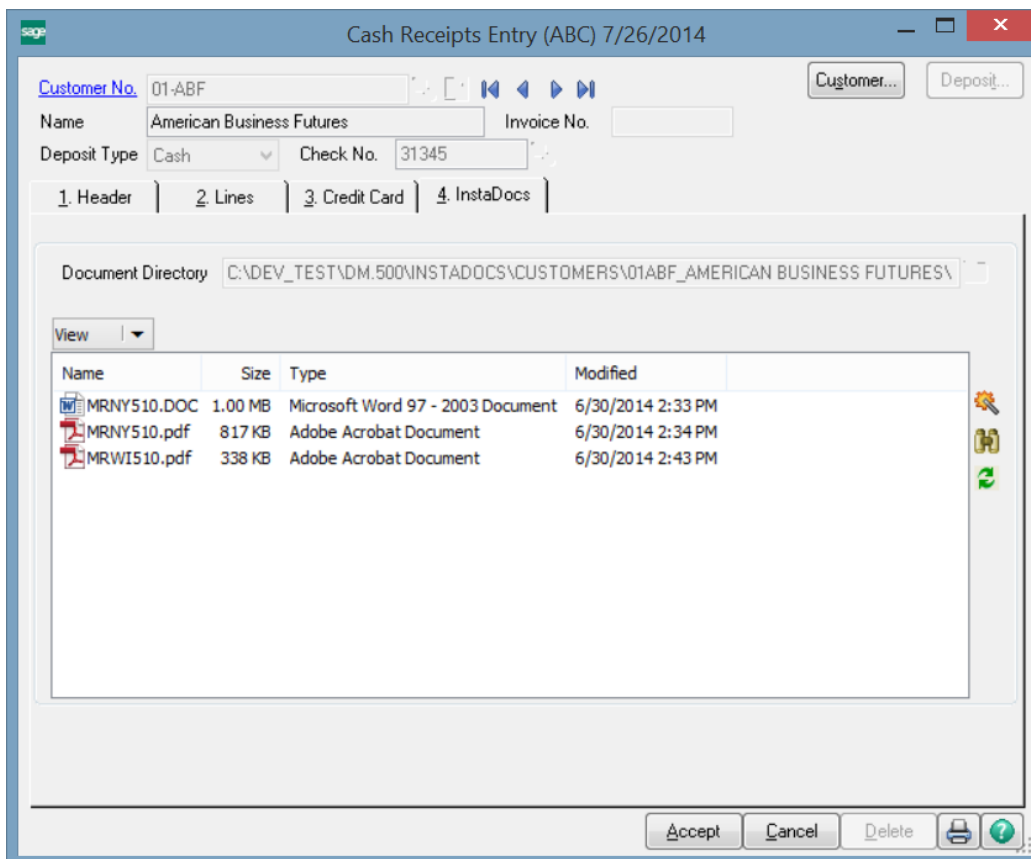 sage Cash Receipts Entry (ABC) 7/26/2014
Customer No. 01-ABF Customer... Deposit...
Name American Business Futures Invoice No.
Deposit Type Cash Check No. 31345
1. Header 2. Lines 3. Credit Card 4. InstaDocs
Document Directory C:\DEV_TEST\DM.500\INSTADOCS\CUSTOMERS\01ABF_AMERICAN BUSINESS FUTURES\
View
Name Size Type Modified
MRNY510.DOC 1.00 MB Microsoft Word 97 - 2003 Document 6/30/2014 2:33 PM
MRNY510.pdf 817 KB Adobe Acrobat Document 6/30/2014 2:34 PM
MRWI510.pdf 338 KB Adobe Acrobat Document 6/30/2014 2:43 PM
Accept Cancel Delete